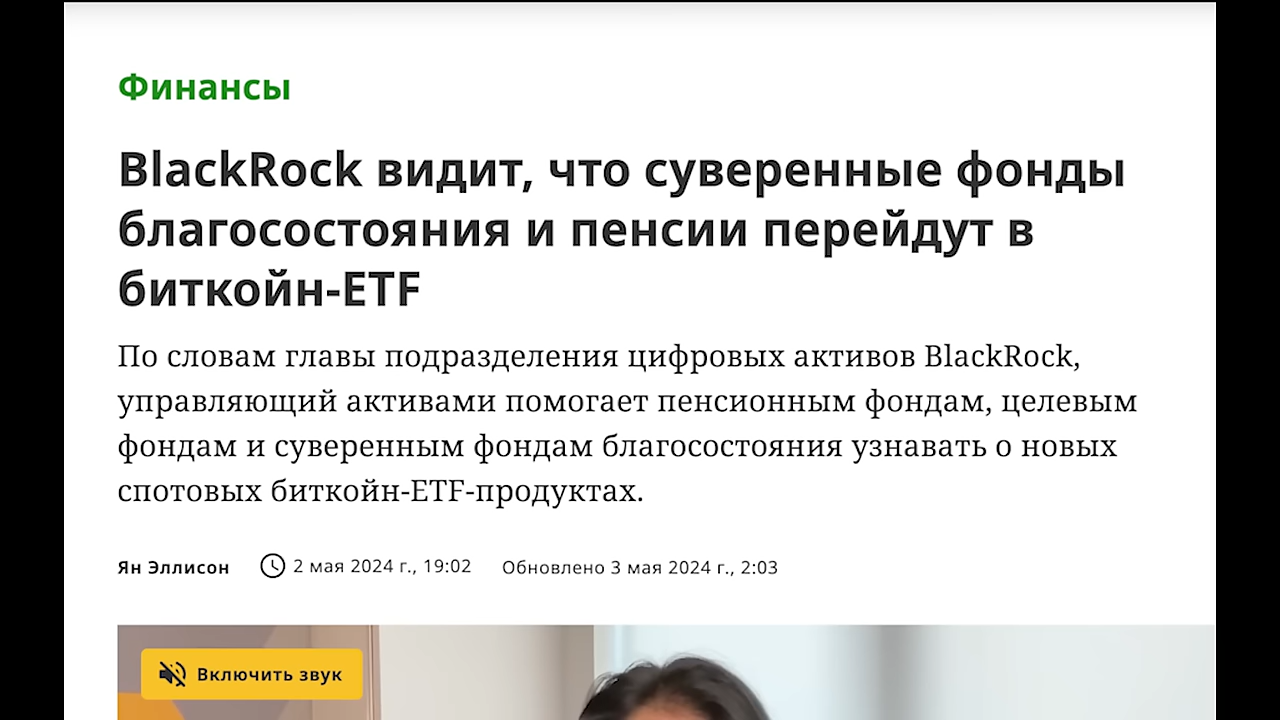 Финансы
BlackRock видит, что суверенные фонды
благосостояния и пенсии перейдут в
биткойн-ETF
По словам главы подразделения цифровых активов BlackRock,
управляющий активами помогает пенсионным фондам, целевым
фондам и суверенным фондам благосостояния узнавать о новых
спотовых биткойн-ETF-продуктах.
Ян Эллисон 2 мая 2024 г., 19:02 Обновлено 3 мая 2024 г., 2:03
Включить звук